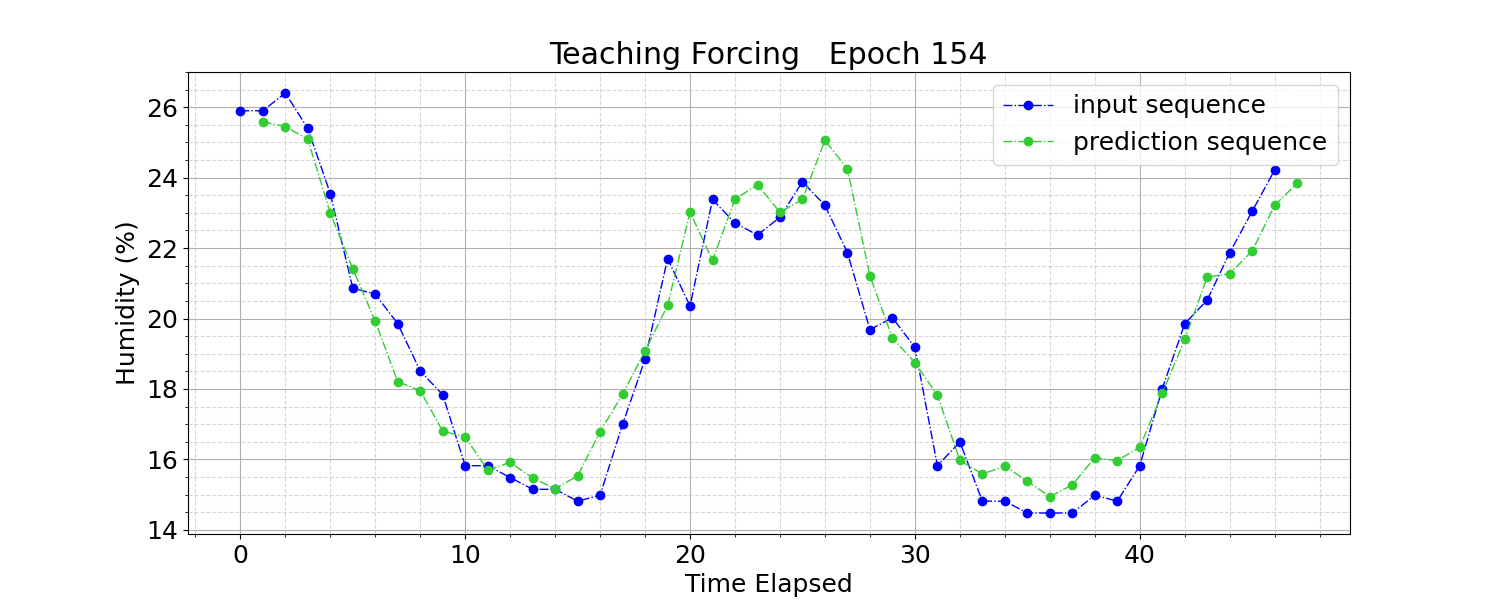 Teaching Forcing   Epoch 154
input sequence
prediction sequence
26
24
22
20
18
16
14
Humidity (%)
0 10 20 30 40
Time Elapsed